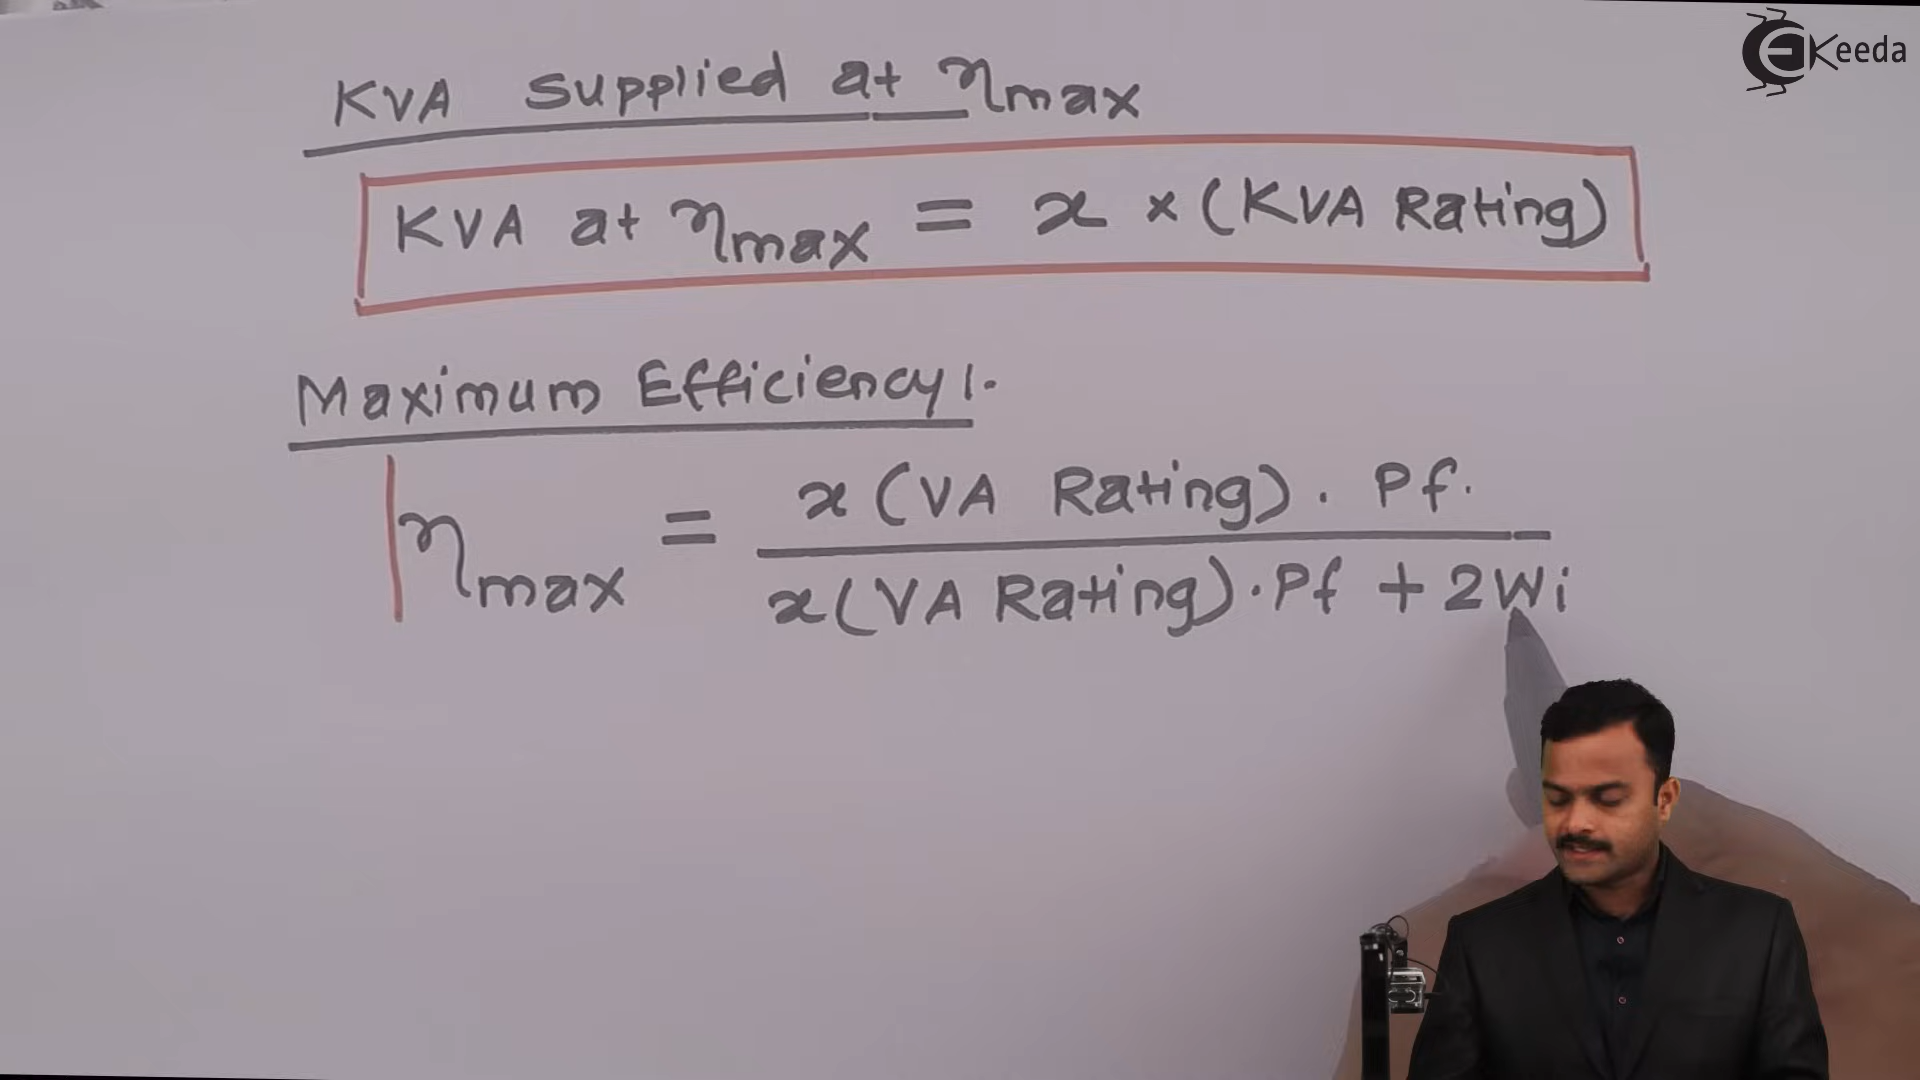 Keeda
KVA Supplied at ηmax
KVA at ηmax = x × (KVA Rating)
Maximum Efficiency :-
ηmax = x (VA Rating) . Pf.
x(VA Rating) . Pf + 2Wi